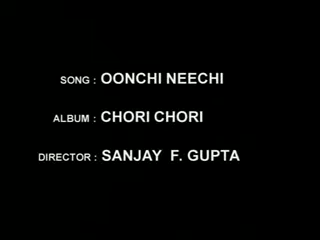 SONG : OONCHI NEECHI
ALBUM : CHORI CHORI
DIRECTOR : SANJAY F. GUPTA